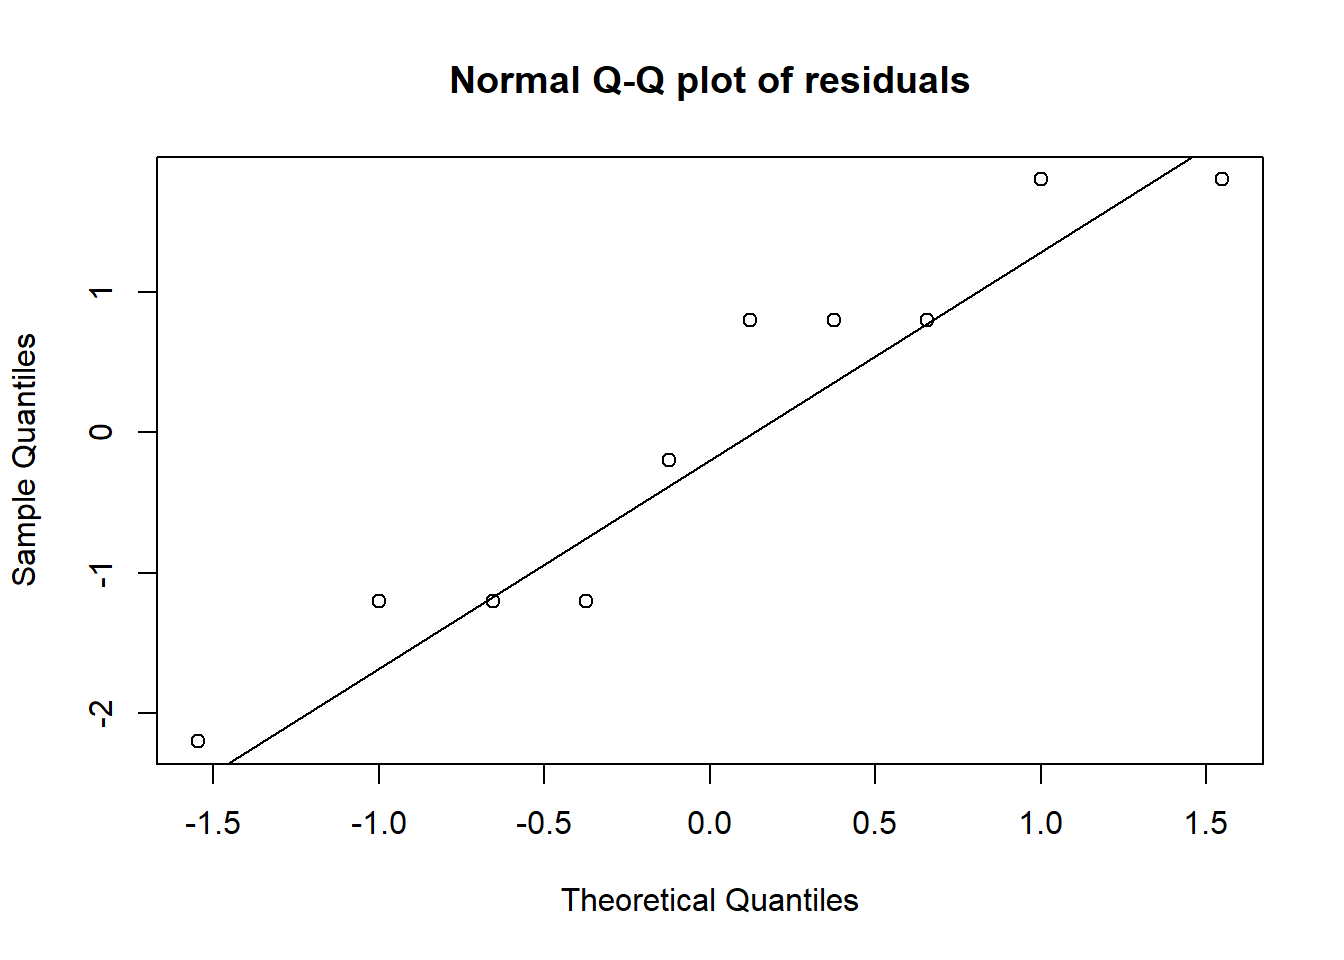 Normal Q-Q plot of residuals
Sample Quantiles
1
0
-1
-2
-1.5 -1.0 -0.5 0.0 0.5 1.0 1.5
Theoretical Quantiles